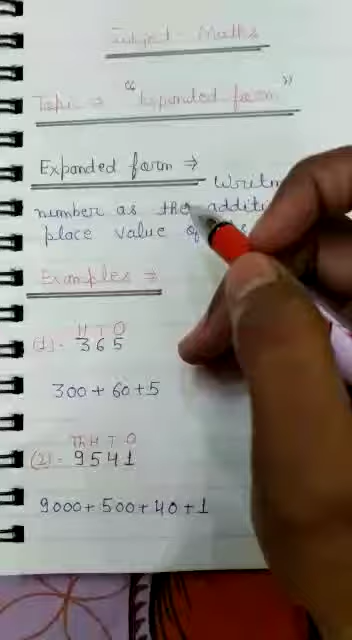 Subject - Maths
Topic ⇒ "Expanded form"
Expanded form ⇒
number as the
place value of
Examples ⇒
H T O
(1). 365
300 + 60 + 5
Th H T O
(2). 9541
9000 + 500 + 40 + 1